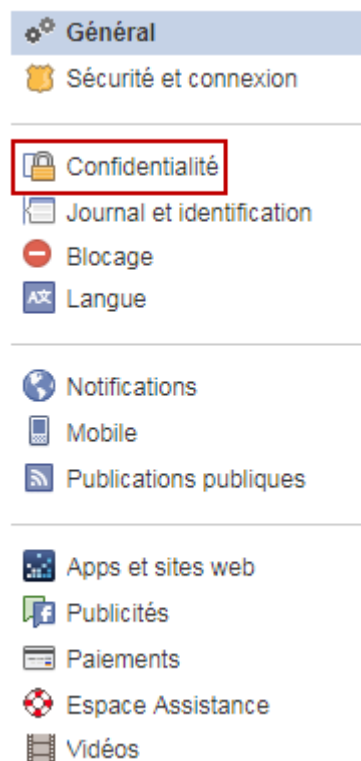 Général
Sécurité et connexion
Confidentialité
Journal et identification
Blocage
Langue
Notifications
Mobile
Publications publiques
Apps et sites web
Publicités
Paiements
Espace Assistance
Vidéos